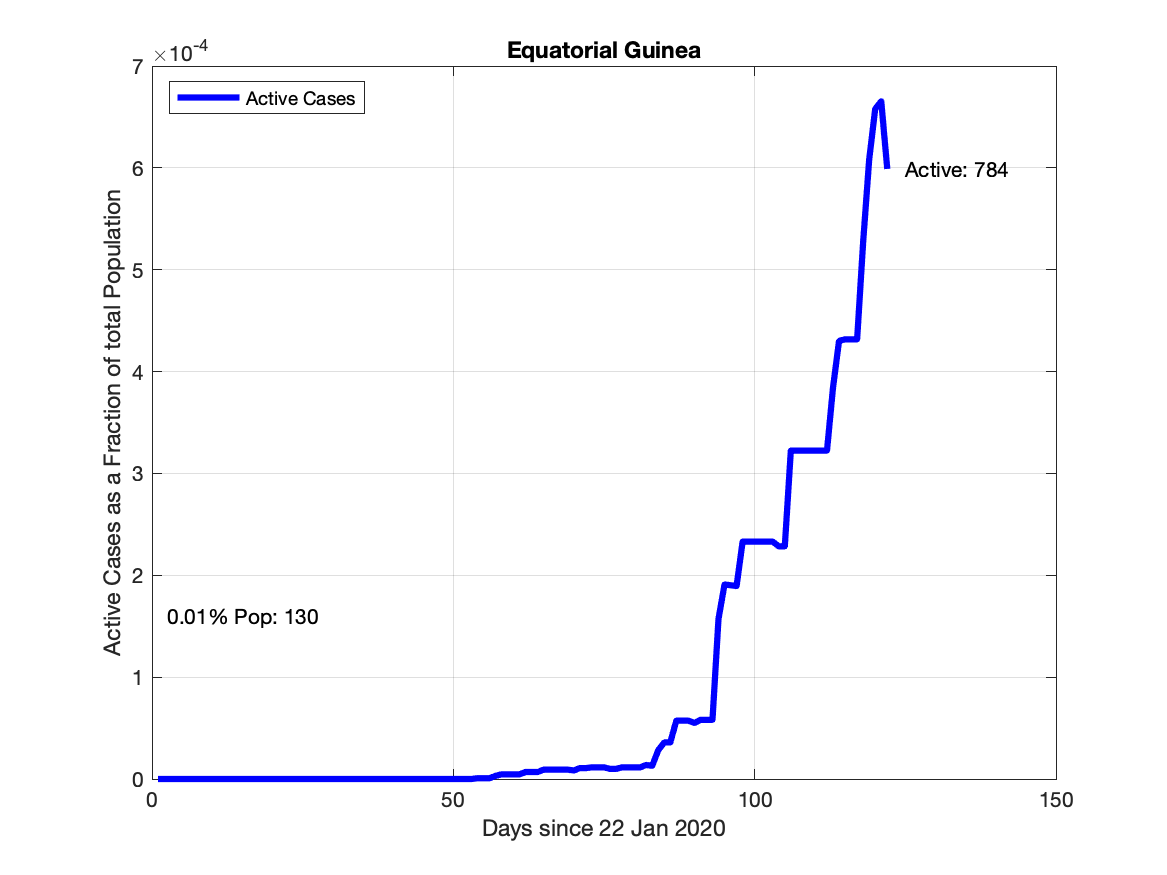 Equatorial Guinea
×10-4
7
6
5
4
3
2
1
0
Active Cases as a Fraction of total Population
Active Cases
Active: 784
0.01% Pop: 130
0 50 100 150
Days since 22 Jan 2020